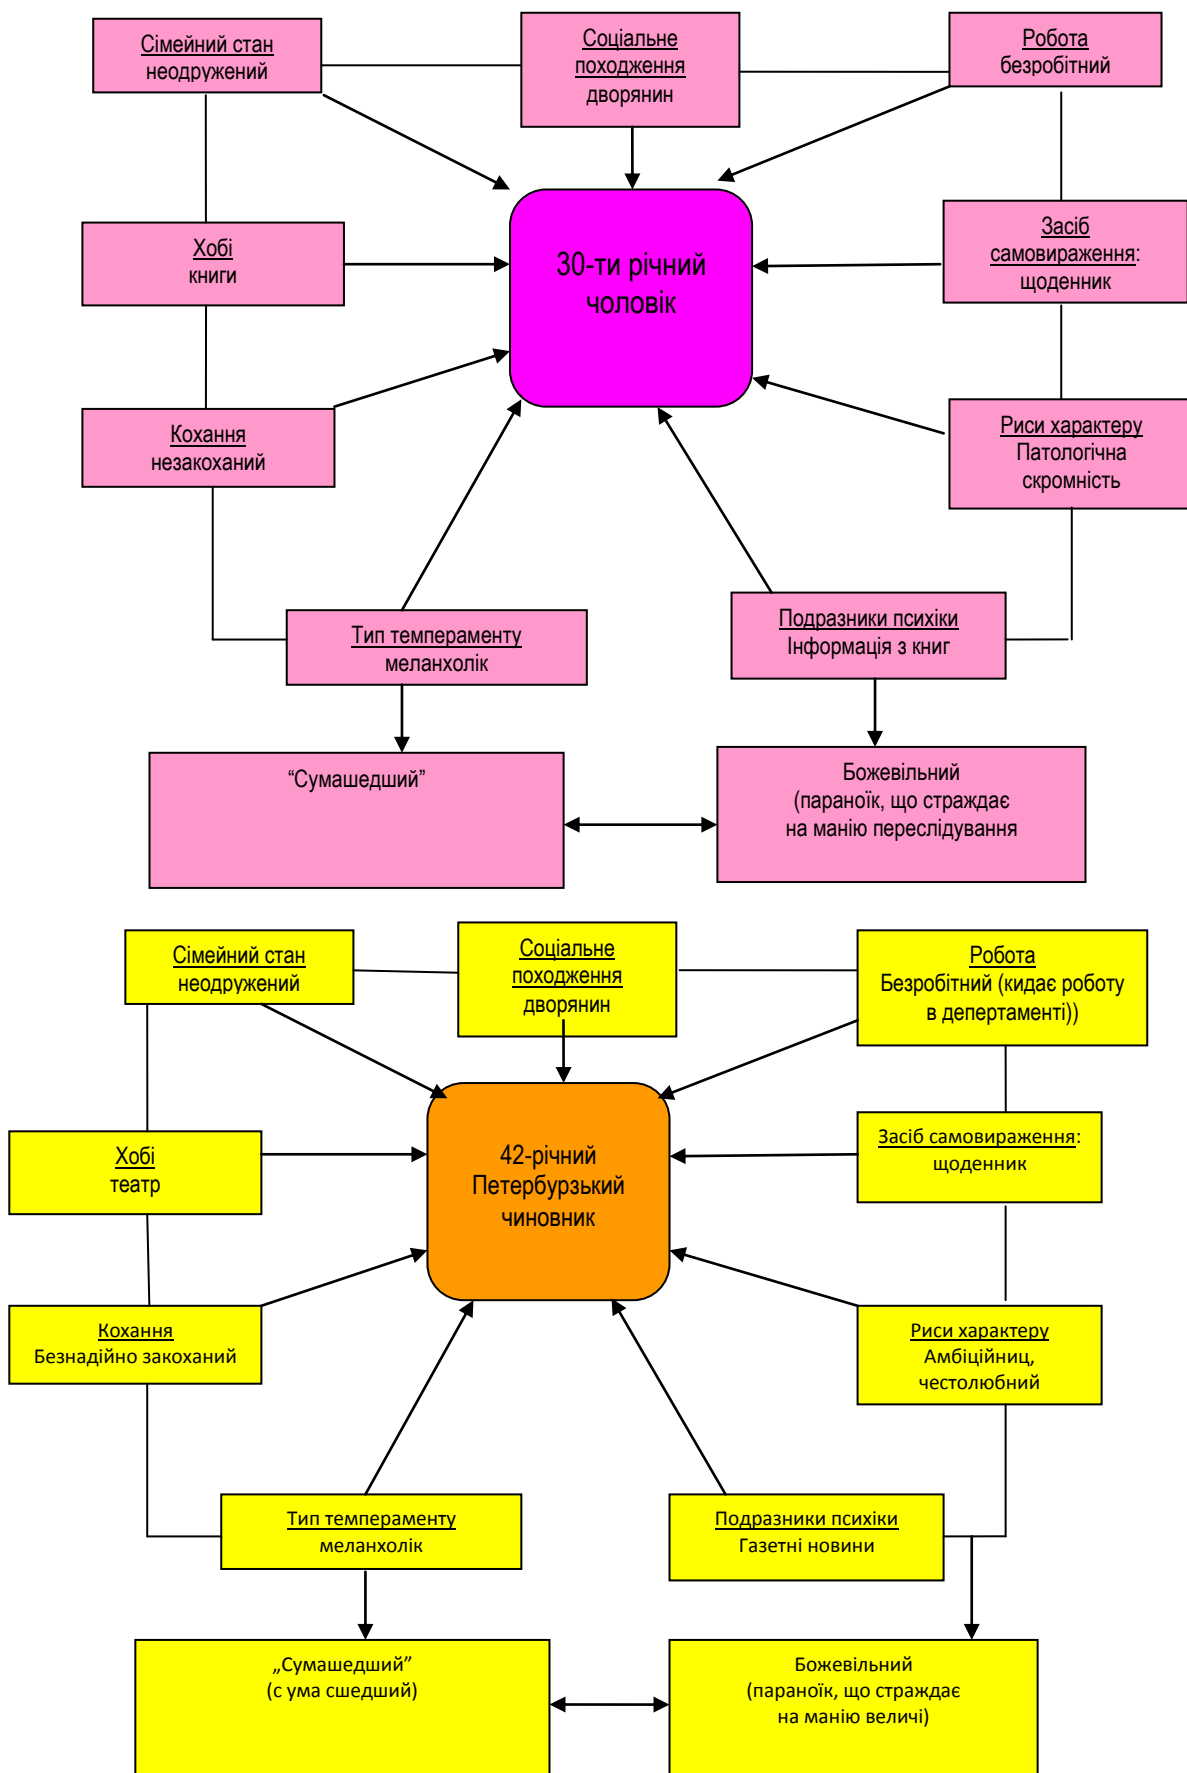 Сімейний стан
неодружений
Соціальне
походження
дворянин
Робота
безробітний
Хобі
книги
30-ти річний
чоловік
Засіб
самовираження:
щоденник
Кохання
незакоханий
Риси характеру
Патологічна
скромність
Тип темпераменту
меланхолік
Подразники психіки
Інформація з книг
“Сумашедший”
Божевільний
(параноїк, що страждає
на манію переслідування
Сімейний стан
неодружений
Соціальне
походження
дворянин
Робота
Безробітний (кидає роботу
в департаменті))
Хобі
театр
42-річний
Петербурзький
чиновник
Засіб самовираження:
щоденник
Кохання
Безнадійно закоханий
Риси характеру
Амбіційниц,
честолюбний
Тип темпераменту
меланхолік
Подразники психіки
Газетні новини
„Сумашедший”
(с ума сшедший)
Божевільний
(параноїк, що страждає
на манію величі)